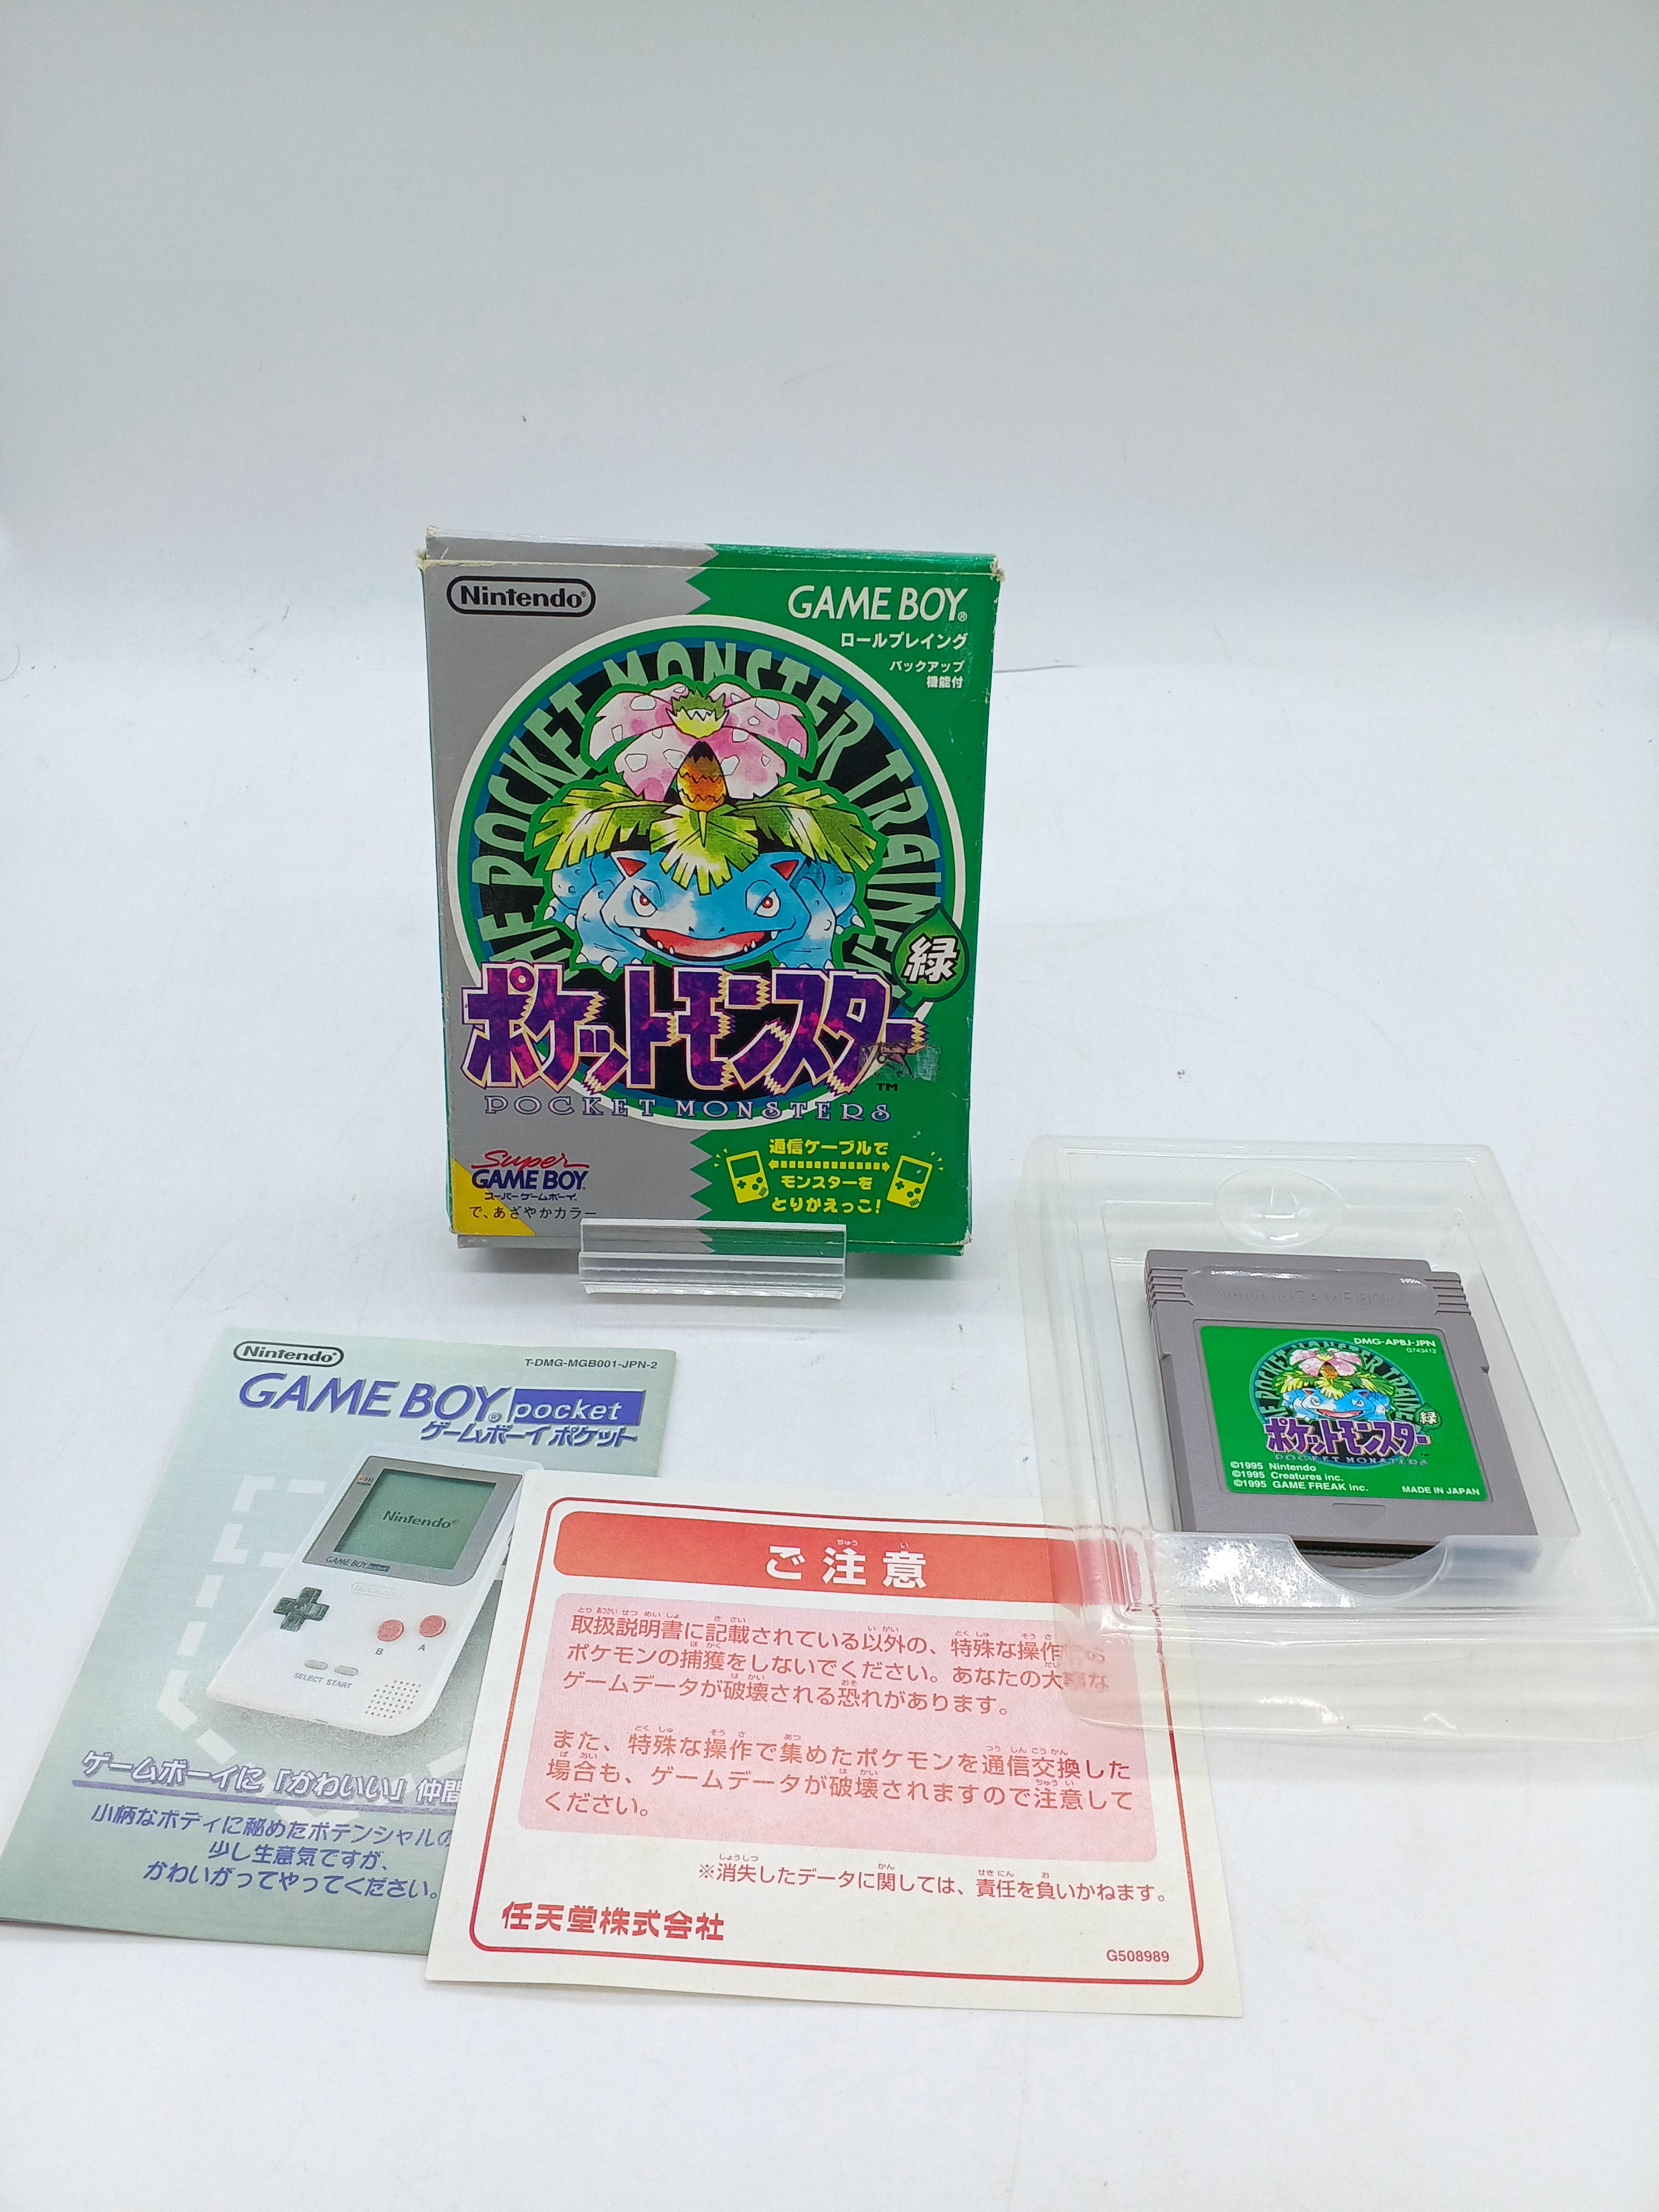 Nintendo®
GAME BOY®
ロールプレイング
バックアップ
機能付
POCKET MONSTER TRAINER
緑
ポケットモンスター
TM
POCKET MONSTERS
Super
GAME BOY
スーパーゲームボーイ
で、あざやかカラー
通信ケーブルで
モンスターを
とりかえっこ!
Nintendo GAME BOY
DMG-APBJ-JPN
G743412
POCKET MONSTER TRAINE
緑
ポケットモンスター
POCKET MONSTERS
©1995 Nintendo
©1995 Creatures inc.
©1995 GAME FREAK inc.
MADE IN JAPAN
Nintendo®
T-DMG-MGB001-JPN-2
GAME BOY® pocket
ゲームボーイ ポケット
Nintendo®
GAME BOY pocket
Nintendo
B A
SELECT START
ゲームボーイに「かわいい」仲間
小柄なボディに秘めたポテンシャルの
少し生意気ですが、
かわいがってやってください。
ご注意
取扱説明書に記載されている以外の、特殊な操作での
ポケモンの捕獲をしないでください。あなたの大事な
ゲームデータが破壊される恐れがあります。
また、特殊な操作で集めたポケモンを通信交換した
場合も、ゲームデータが破壊されますので注意して
ください。
※消失したデータに関しては、責任を負いかねます。
任天堂株式会社
G508989